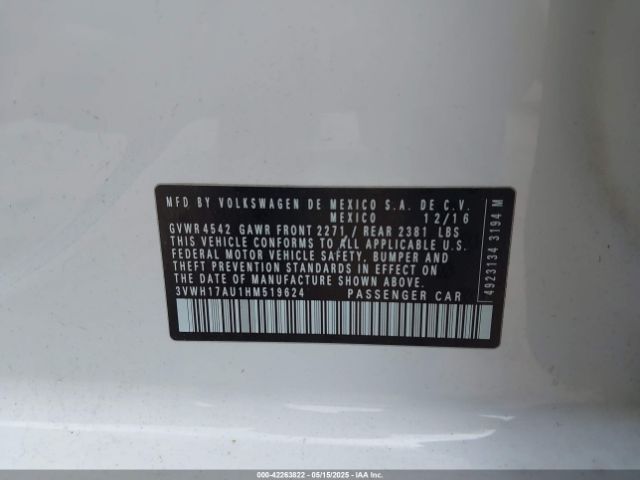 MFD BY VOLKSWAGEN DE MEXICO S.A. DE C.V.
MEXICO 12/16
GVWR 4542 GAWR FRONT 2271 / REAR 2381 LBS
THIS VEHICLE CONFORMS TO ALL APPLICABLE U.S.
FEDERAL MOTOR VEHICLE SAFETY, BUMPER AND
THEFT PREVENTION STANDARDS IN EFFECT ON THE
DATE OF MANUFACTURE SHOWN ABOVE.
3VWH17AU1HM519624 PASSENGER CAR
4923134 3194 M
000-42263822 - 05/15/2025 - IAAI, Inc.